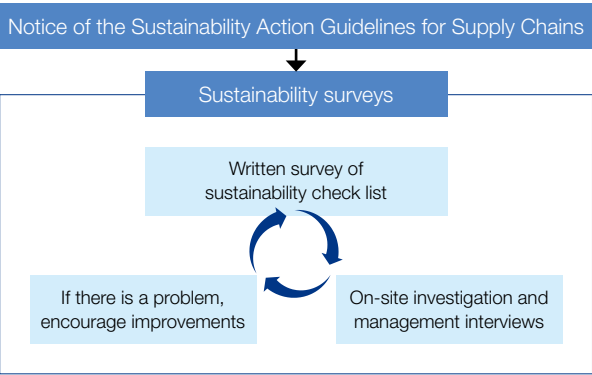 Notice of the Sustainability Action Guidelines for Supply Chains
Sustainability surveys
Written survey of
sustainability check list
If there is a problem,
encourage improvements
On-site investigation and
management interviews